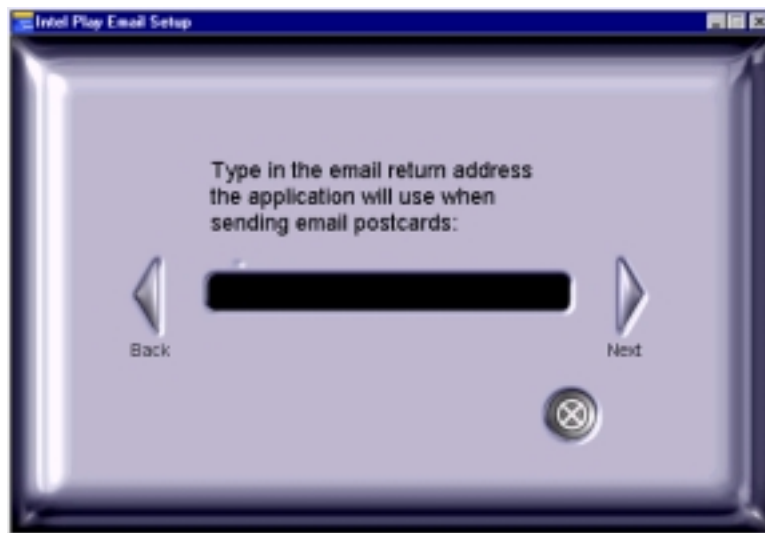 Intel Play Email Setup
Type in the email return address
the application will use when
sending email postcards:
Back
Next